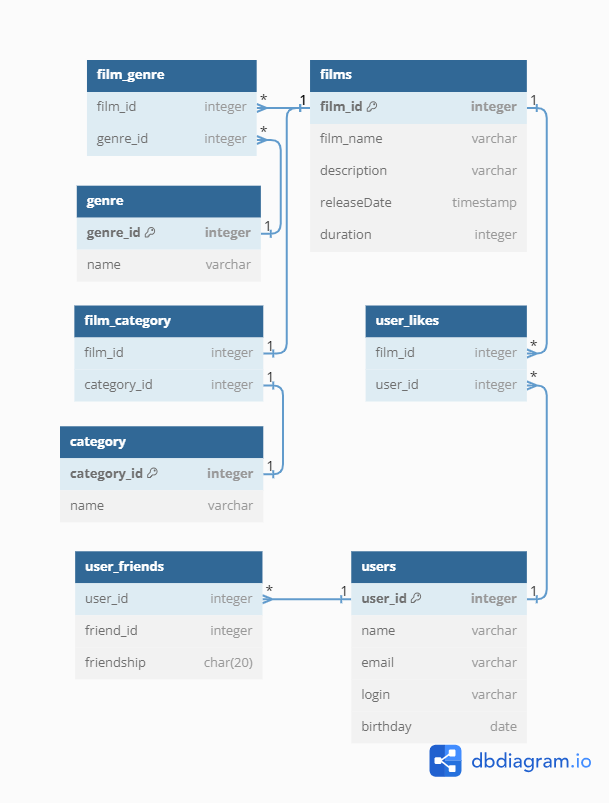 film_genre
film_id integer
genre_id integer
*
*
films
film_id integer
film_name varchar
description varchar
releaseDate timestamp
duration integer
1
1
genre
genre_id integer
name varchar
1
film_category
film_id integer
category_id integer
1
1
user_likes
film_id integer
user_id integer
*
*
category
category_id integer
name varchar
1
user_friends
user_id integer
friend_id integer
friendship char(20)
*
users
user_id integer
name varchar
email varchar
login varchar
birthday date
1
1
dbdiagram.io